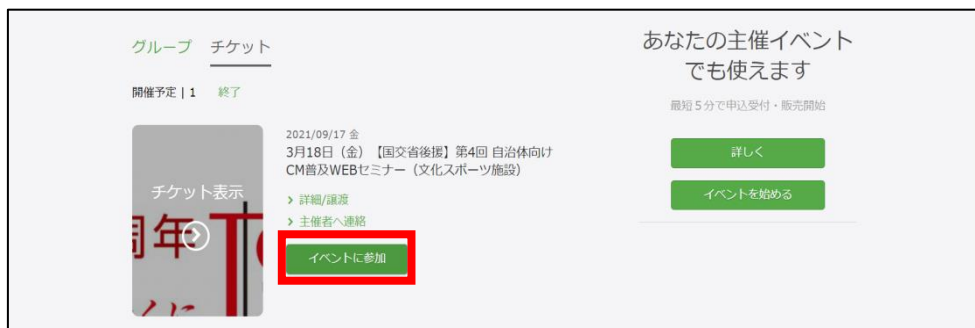 グループ チケット
開催予定 | 1 終了
チケット表示
周年
くに
2021/09/17 金
3月18日（金）【国交省後援】第4回 自治体向け
CM普及WEBセミナー（文化スポーツ施設）
> 詳細/譲渡
> 主催者へ連絡
イベントに参加
あなたの主催イベント
でも使えます
最短５分で申込受付・販売開始
詳しく
イベントを始める